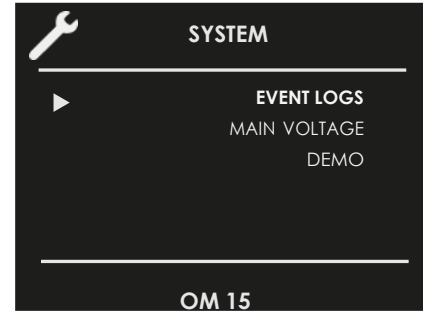 SYSTEM
EVENT LOGS
MAIN VOLTAGE
DEMO
OM 15